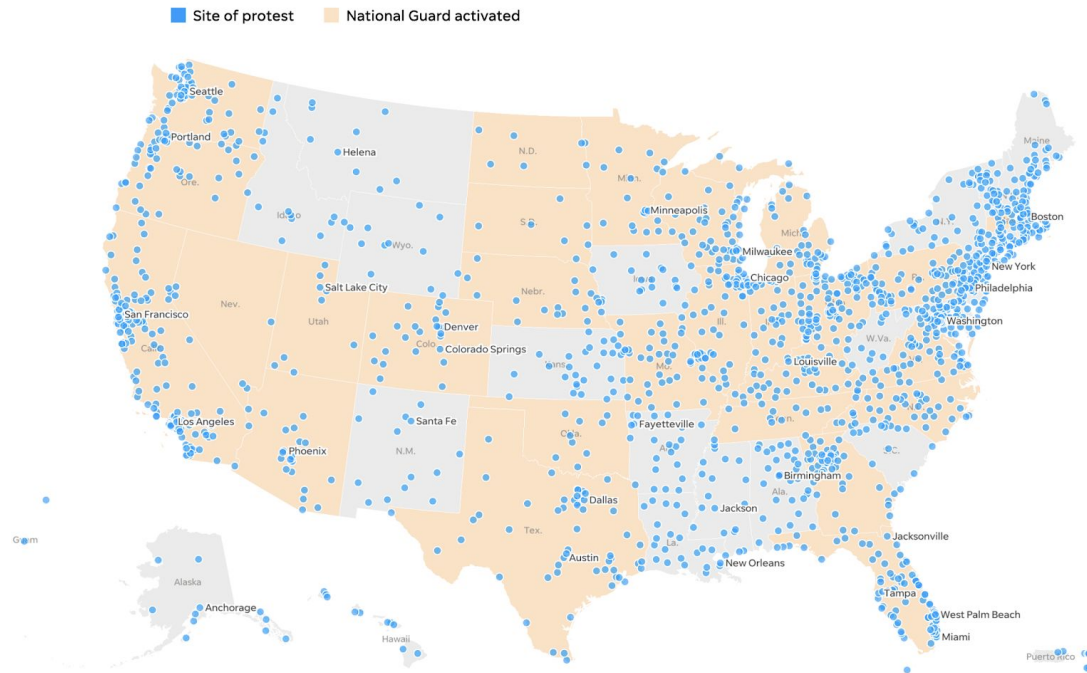 Site of protest
National Guard activated
Seattle
Portland
Helena
Maine
N.D.
Minn.
Ore.
Idaho
S.D.
Minneapolis
Wyo.
Mich.
Boston
Milwaukee
N.Y.
Chicago
New York
Salt Lake City
Nebr.
Iowa
Philadelphia
San Francisco
Nev.
Utah
Denver
Colo.
Colorado Springs
Ill.
Washington
W.Va.
Kans.
Mo.
Louisville
Los Angeles
Santa Fe
Fayetteville
Phoenix
N.M.
Okla.
S.C.
Birmingham
Ala.
Dallas
Jackson
Tex.
La.
Jacksonville
Austin
New Orleans
Guam
Alaska
Anchorage
Tampa
West Palm Beach
Hawaii
Miami
Puerto Rico